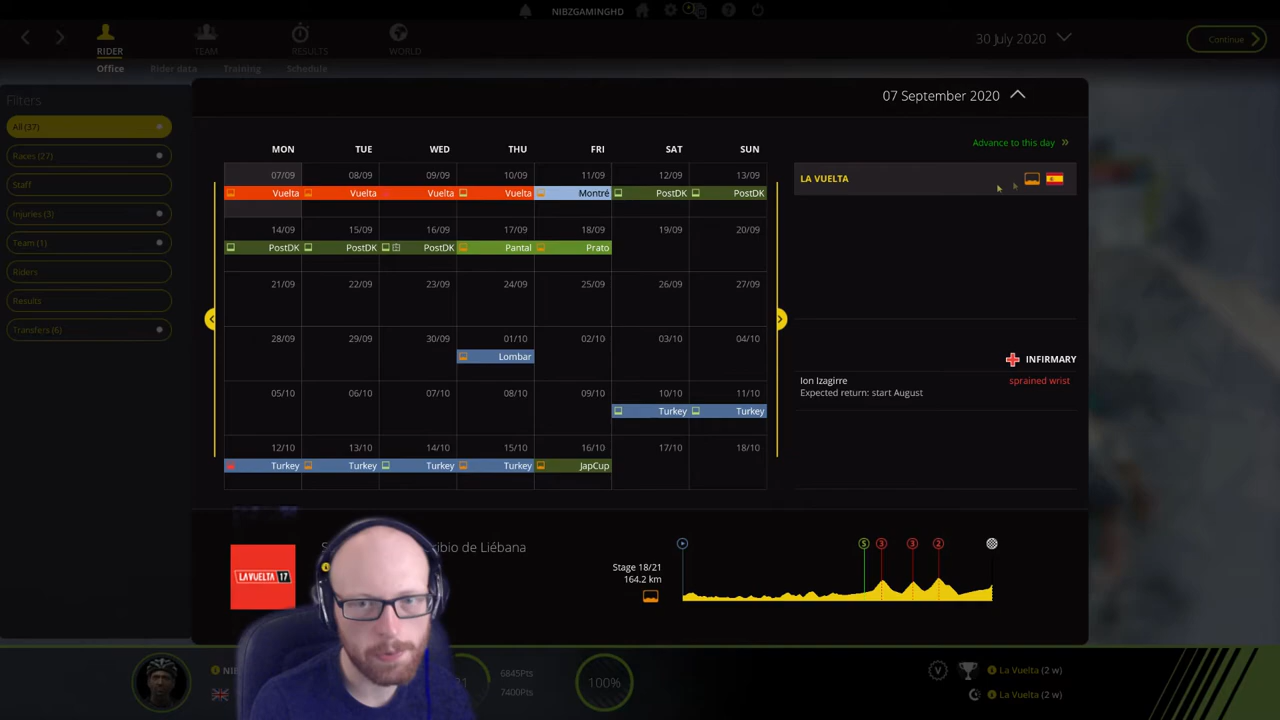 NIBZGAMINGHD
RIDER
TEAM
RESULTS
WORLD
30 July 2020
Continue
Office
Rider data
Training
Schedule
Filters
All (37)
Races (27)
Staff
Injuries (3)
Team (1)
Riders
Results
Transfers (6)
07 September 2020
Advance to this day
MON TUE WED THU FRI SAT SUN
07/09 08/09 09/09 10/09 11/09 12/09 13/09
Vuelta Vuelta Vuelta Vuelta Montré PostDK PostDK
14/09 15/09 16/09 17/09 18/09 19/09 20/09
PostDK PostDK PostDK Pantal Prato
21/09 22/09 23/09 24/09 25/09 26/09 27/09
28/09 29/09 30/09 01/10 02/10 03/10 04/10
Lombar
05/10 06/10 07/10 08/10 09/10 10/10 11/10
Turkey Turkey
12/10 13/10 14/10 15/10 16/10 17/10 18/10
Turkey Turkey Turkey Turkey JapCup
LA VUELTA
INFIRMARY
Ion Izagirre
sprained wrist
Expected return: start August
LA VUELTA 17
de Liébana
Stage 18/21
164.2 km
S 3 3 2
6845Pts
7400Pts
100%
V
La Vuelta (2 w)
La Vuelta (2 w)